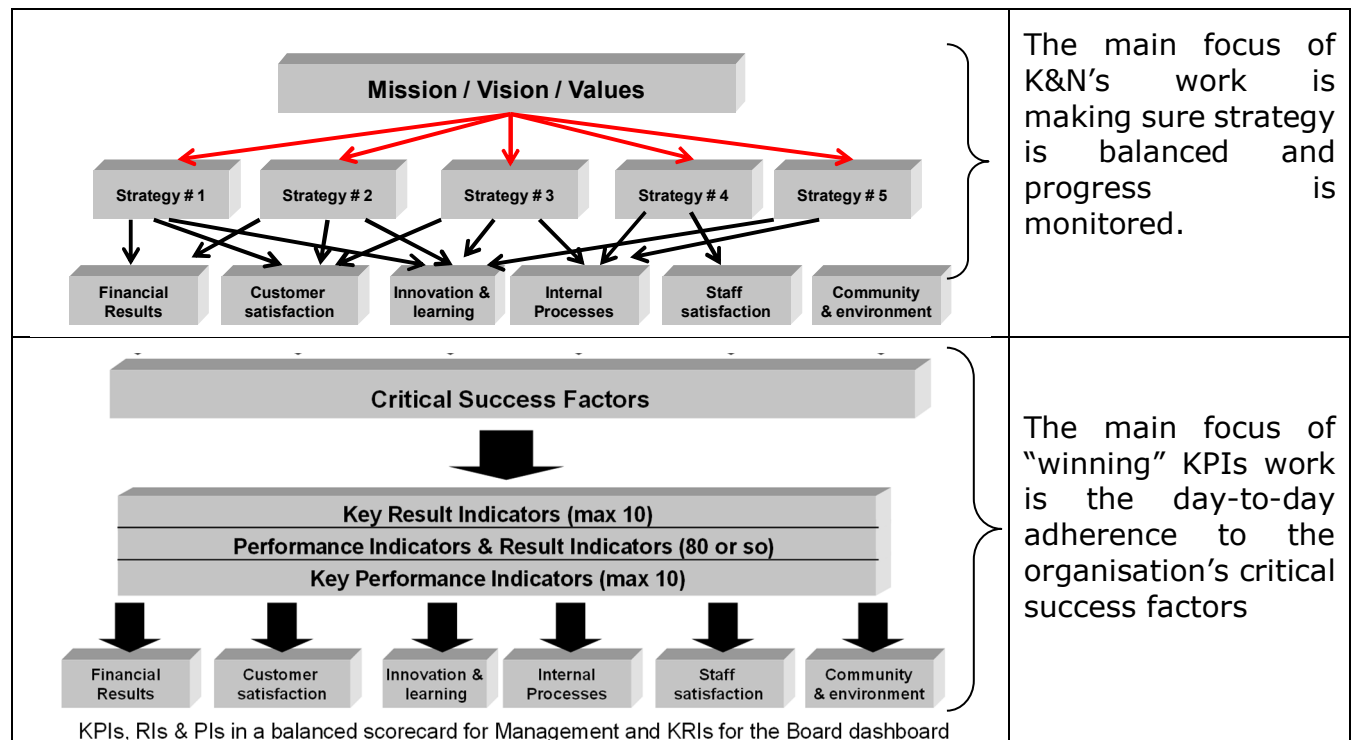 Mission / Vision / Values
Strategy # 1
Strategy # 2
Strategy # 3
Strategy # 4
Strategy # 5
Financial
Results
Customer
satisfaction
Innovation &
learning
Internal
Processes
Staff
satisfaction
Community
& environment
The main focus of
K&N's work is
making sure strategy
is balanced and
progress is
monitored.
Critical Success Factors
Key Result Indicators (max 10)
Performance Indicators & Result Indicators (80 or so)
Key Performance Indicators (max 10)
Financial
Results
Customer
satisfaction
Innovation &
learning
Internal
Processes
Staff
satisfaction
Community
& environment
KPIs, RIs & PIs in a balanced scorecard for Management and KRIs for the Board dashboard
The main focus of
“winning” KPIs work
is the day-to-day
adherence to the
organisation’s critical
success factors